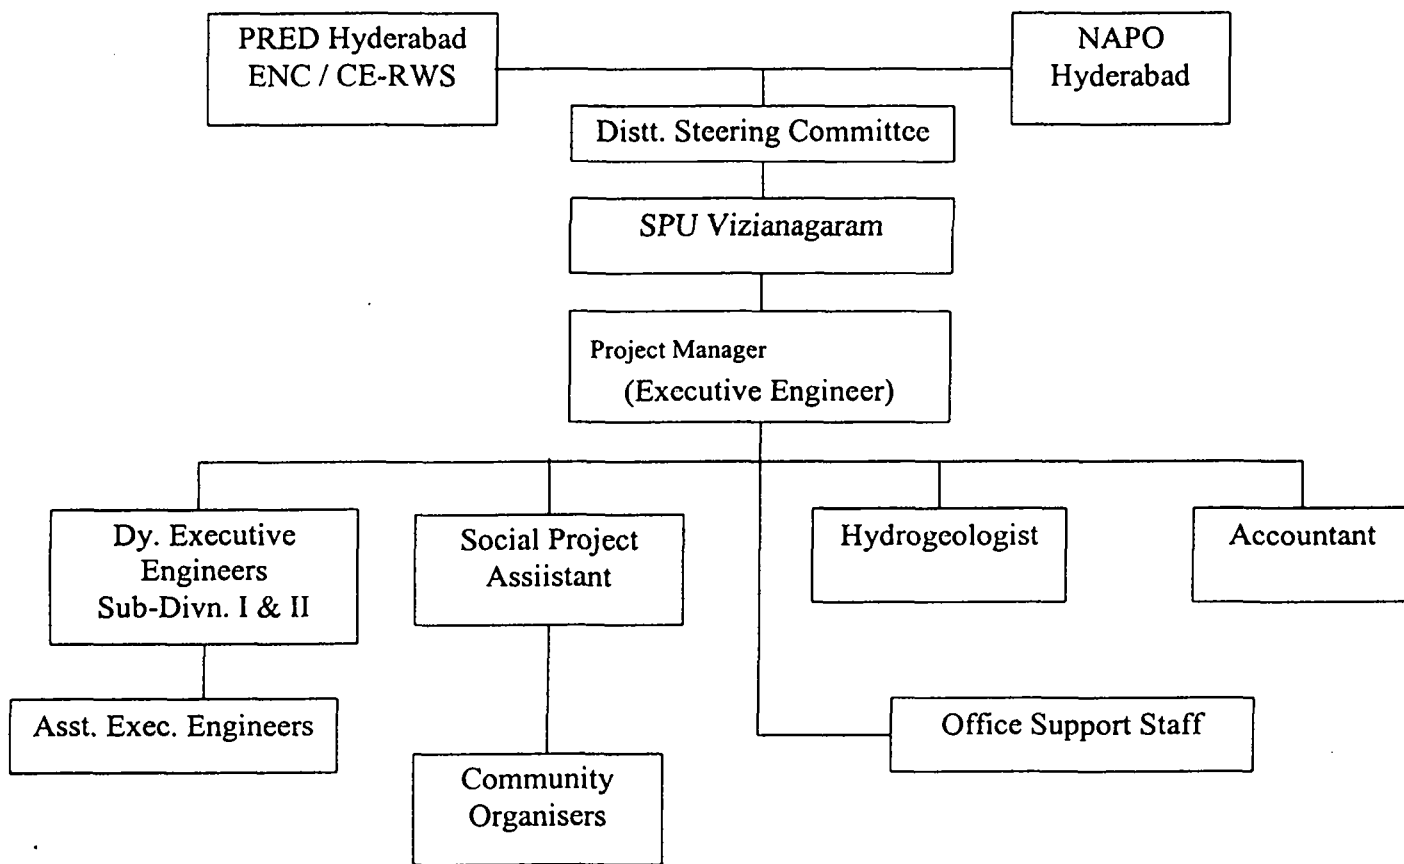 PRED Hyderabad
ENC / CE-RWS
NAPO
Hyderabad
Distt. Steering Committee
SPU Vizianagaram
Project Manager
(Executive Engineer)
Dy. Executive
Engineers
Sub-Divn. I & II
Social Project
Assiistant
Hydrogeologist
Accountant
Asst. Exec. Engineers
Office Support Staff
Community
Organisers